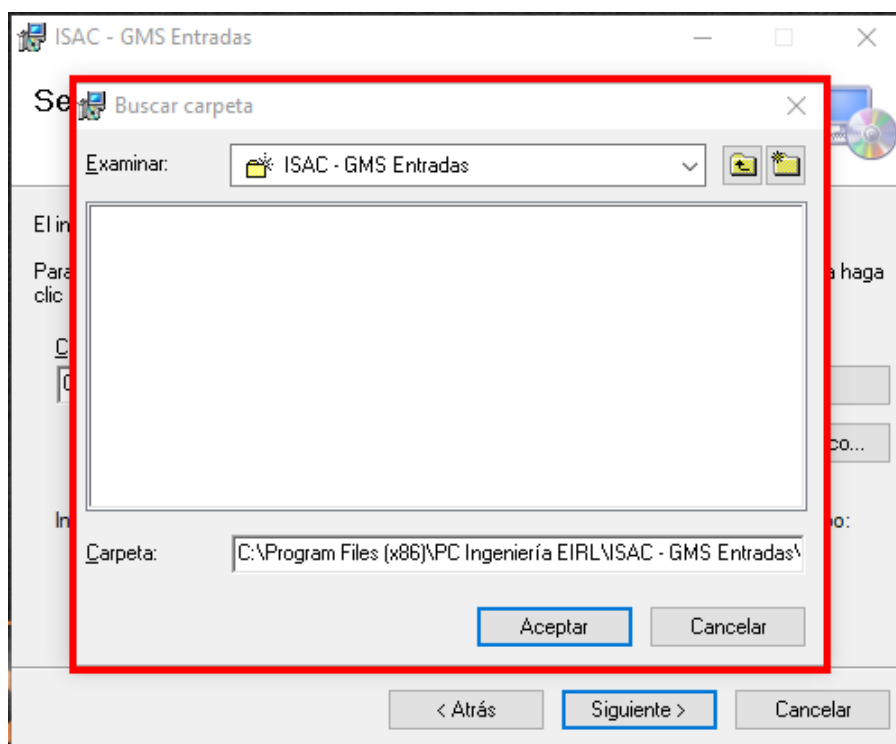 ISAC - GMS Entradas
Se
Buscar carpeta
Examinar:
ISAC - GMS Entradas
El in
Para
a haga
clic
C
co...
In
Carpeta:
C:\Program Files (x86)\PC Ingeniería EIRL\ISAC - GMS Entradas\
Aceptar
Cancelar
< Atrás
Siguiente >
Cancelar